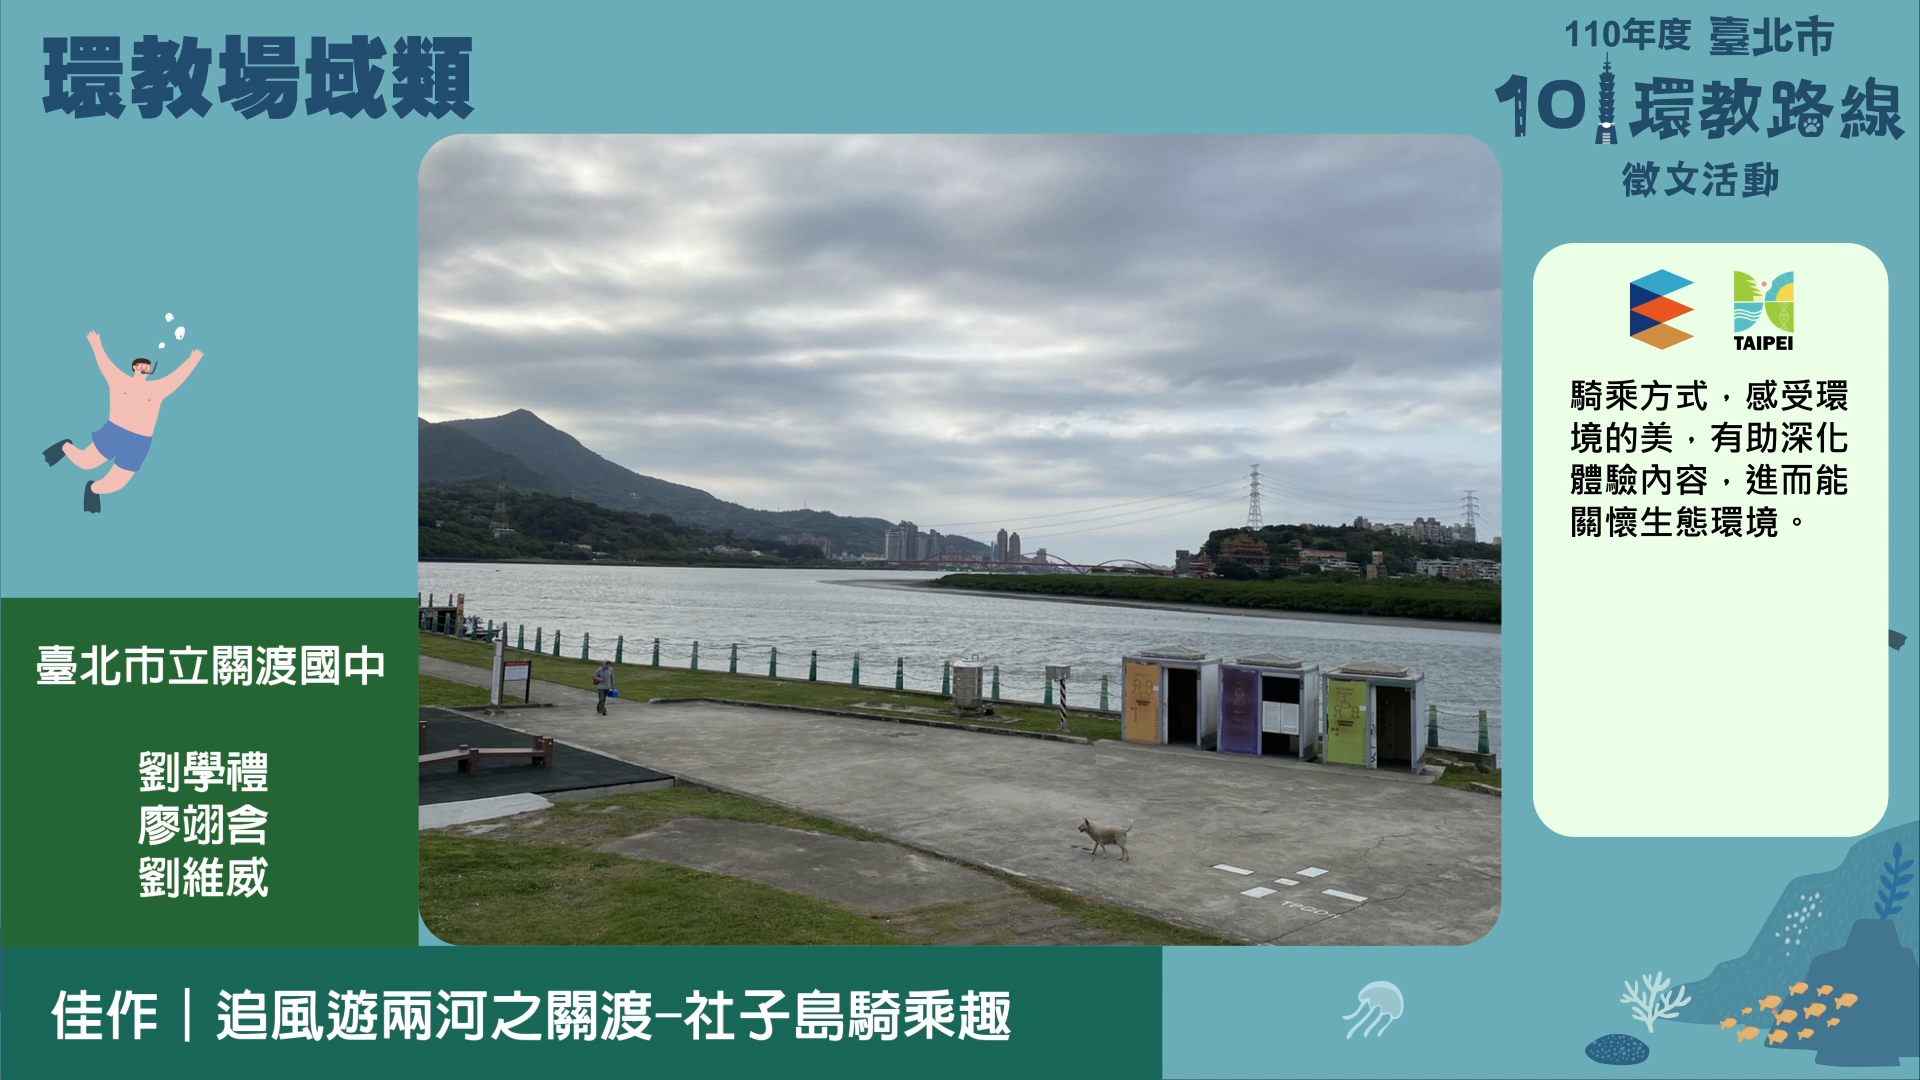 環教場域類
110年度 臺北市
101環教路線
徵文活動
TAIPEI
騎乘方式，感受環
境的美，有助深化
體驗內容，進而能
關懷生態環境。
臺北市立關渡國中
劉學禮
廖翊含
劉維威
佳作｜追風遊兩河之關渡-社子島騎乘趣